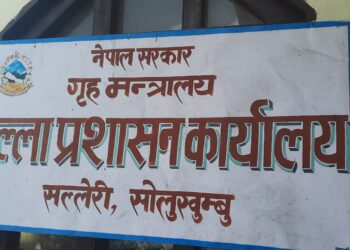 नेपाल सरकार
गृह मन्त्रालय
ल्ला प्रशासन कार्यालय
सल्लेरी, सोलुखुम्बु